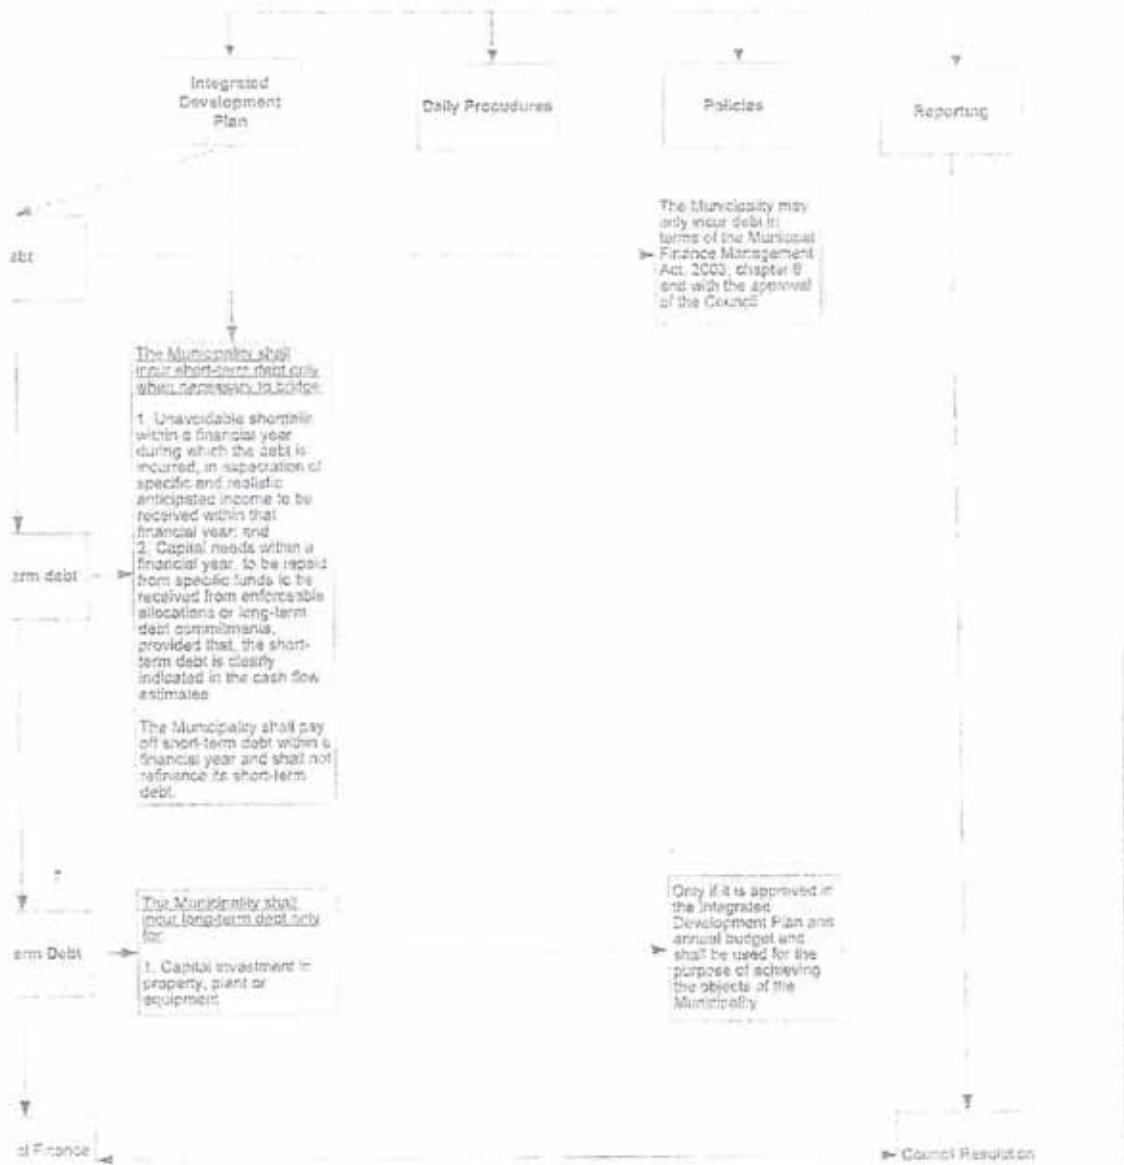 Integrated
Development
Plan
Daily Procedures
Policies
Reporting
The Municipality may
only incur debt in
terms of the Municipal
Finance Management
Act, 2003, chapter 6
and with the approval
of the Council
ebt
The Municipality shall
incur short-term debt only
when necessary to bridge
1. Unavoidable shortfalls
within a financial year
during which the debt is
incurred, in expectation of
specific and realistic
anticipated income to be
received within that
financial year; and
2. Capital needs within a
financial year, to be repaid
from specific funds to be
received from enforceable
allocations or long-term
debt commitments,
provided that, the short-
term debt is clearly
indicated in the cash flow
estimates
The Municipality shall pay
off short-term debt within a
financial year and shall not
refinance its short-term
debt.
erm debt
erm Debt
The Municipality shall
incur long-term debt only
for
1. Capital investment in
property, plant or
equipment
Only if it is approved in
the Integrated
Development Plan and
annual budget and
shall be used for the
purpose of achieving
the objects of the
Municipality
Finance
Council Resolution